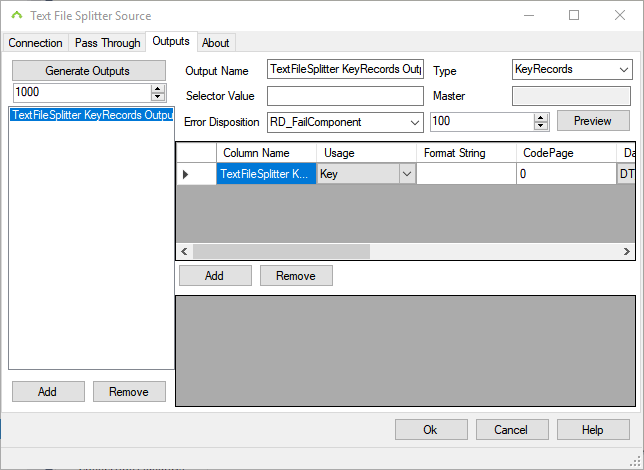 Text File Splitter Source
Connection Pass Through Outputs About
Generate Outputs
1000
TextFileSplitter KeyRecords Outpu
Output Name TextFileSplitter KeyRecords Outp Type KeyRecords
Selector Value Master
Error Disposition RD_FailComponent 100 Preview
Column Name Usage Format String CodePage Da
TextFileSplitter K... Key 0 DT
Add Remove
Add Remove
Ok Cancel Help